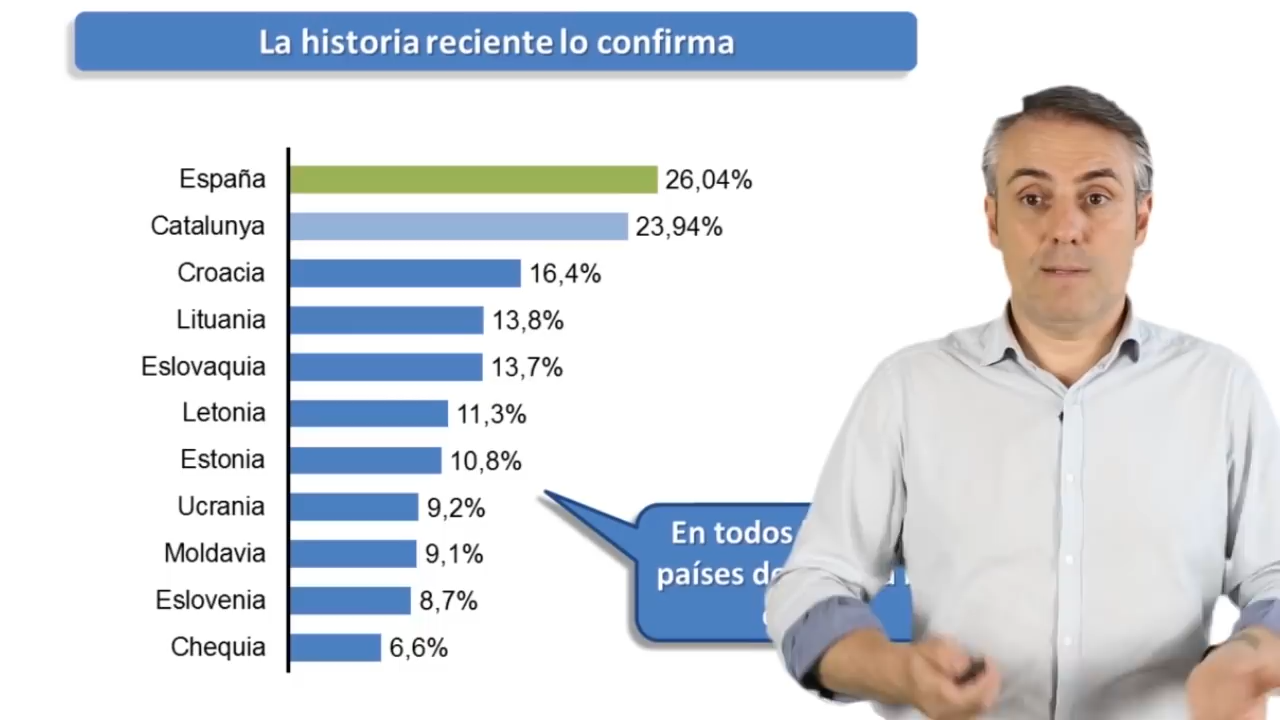 La historia reciente lo confirma
España 26,04%
Catalunya 23,94%
Croacia 16,4%
Lituania 13,8%
Eslovaquia 13,7%
Letonia 11,3%
Estonia 10,8%
Ucrania 9,2%
Moldavia 9,1%
Eslovenia 8,7%
Chequia 6,6%
En todos
países